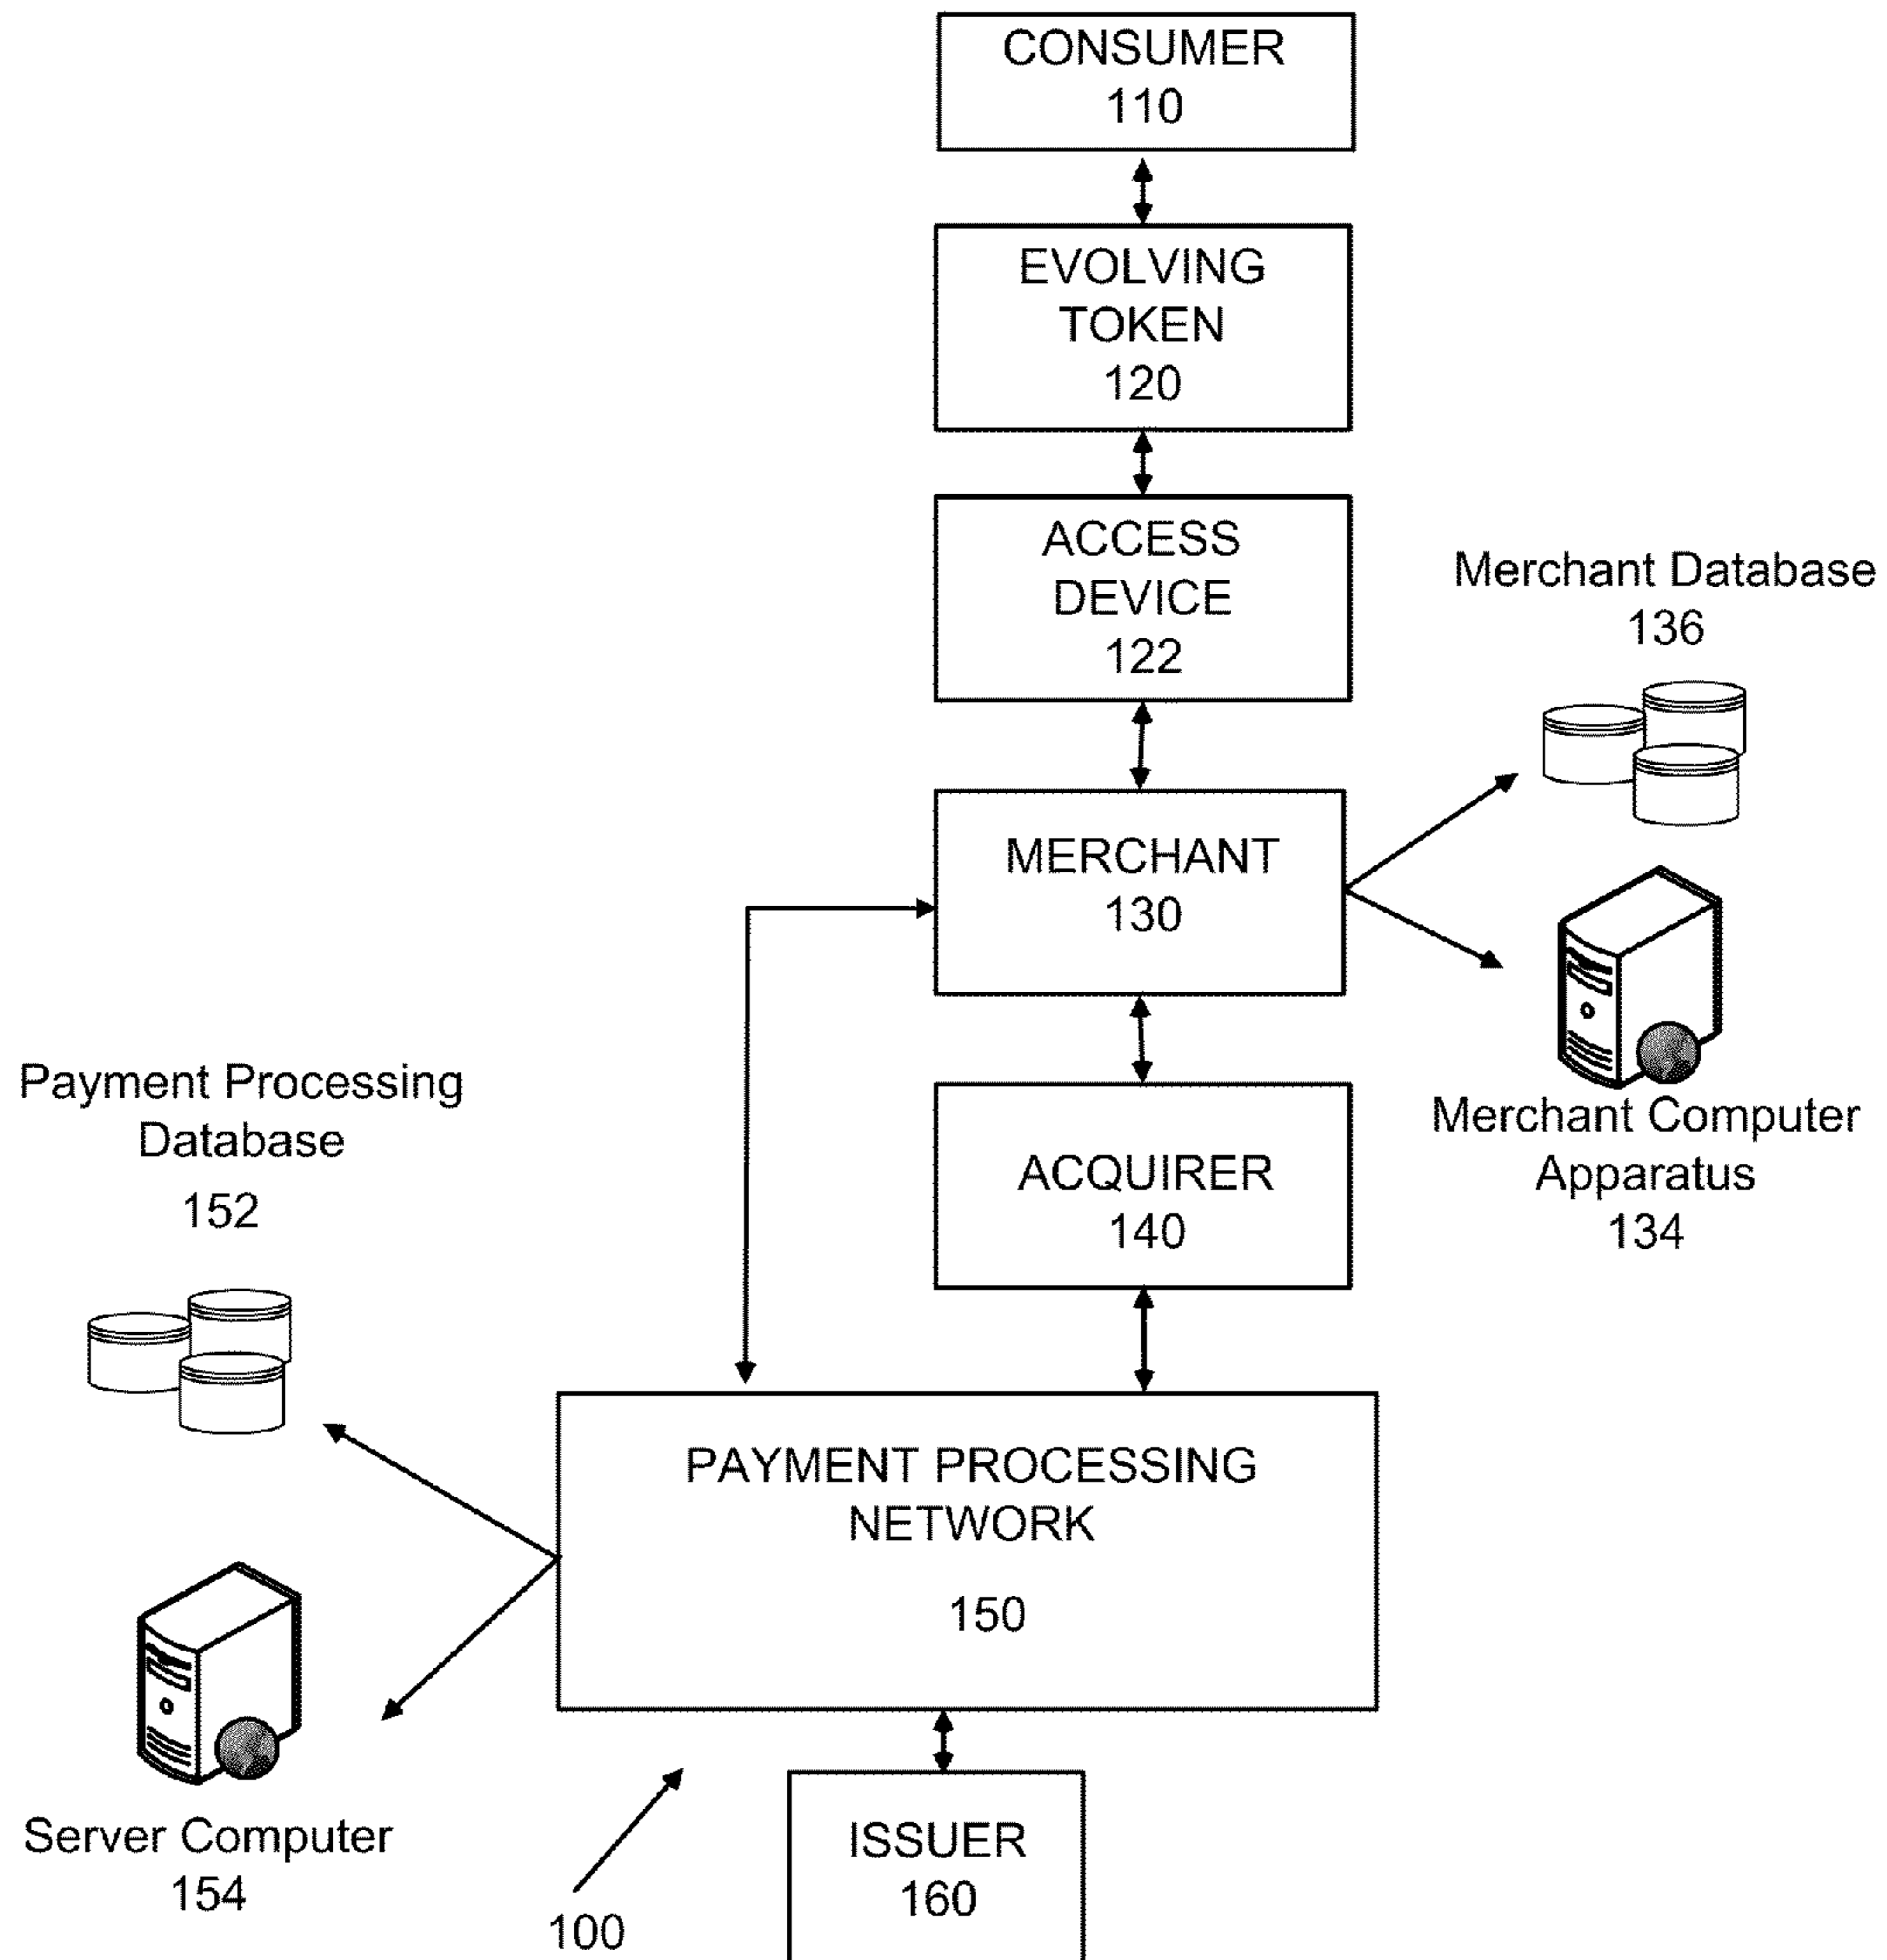 CONSUMER
110
EVOLVING
TOKEN
120
ACCESS
DEVICE
122
Merchant Database
136
MERCHANT
130
Merchant Computer
Apparatus
134
Payment Processing
Database
152
ACQUIRER
140
PAYMENT PROCESSING
NETWORK
150
Server Computer
154
100
ISSUER
160